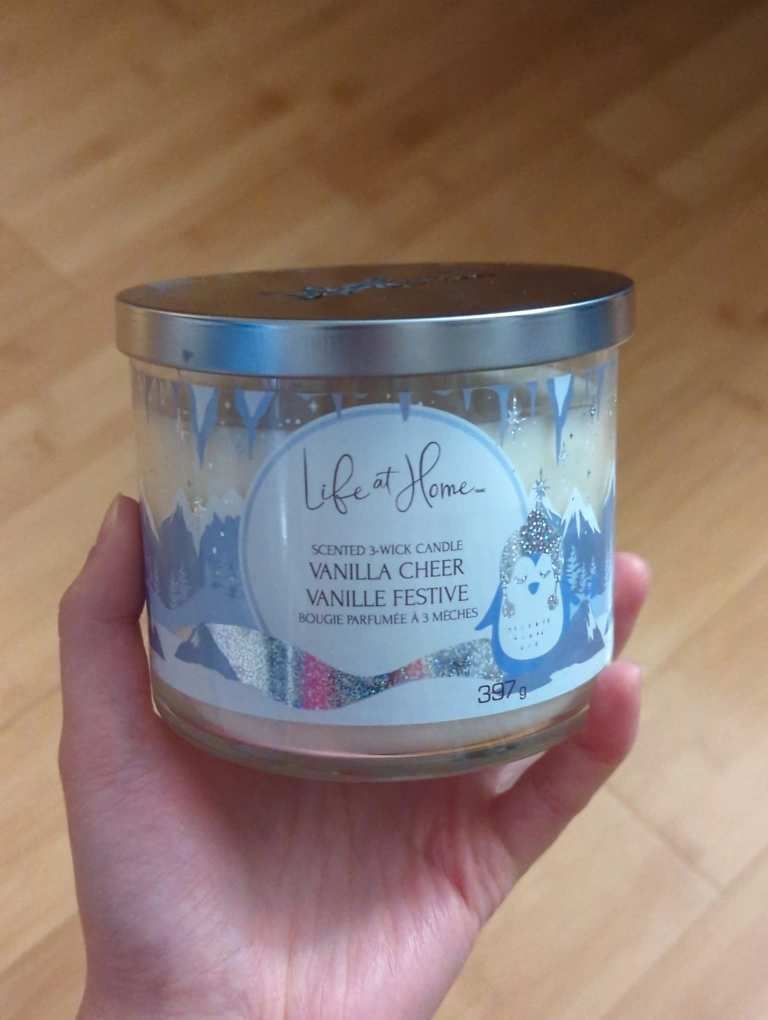 Life at Home
SCENTED 3-WICK CANDLE
VANILLA CHEER
VANILLE FESTIVE
BOUGIE PARFUMÉE À 3 MÈCHES
397 g